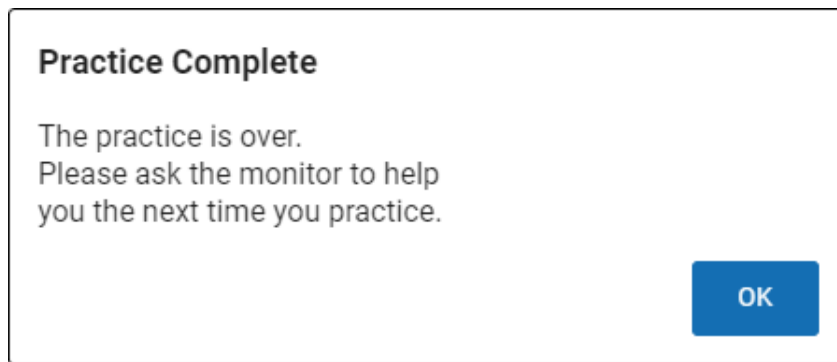 Practice Complete
The practice is over.
Please ask the monitor to help
you the next time you practice.
OK